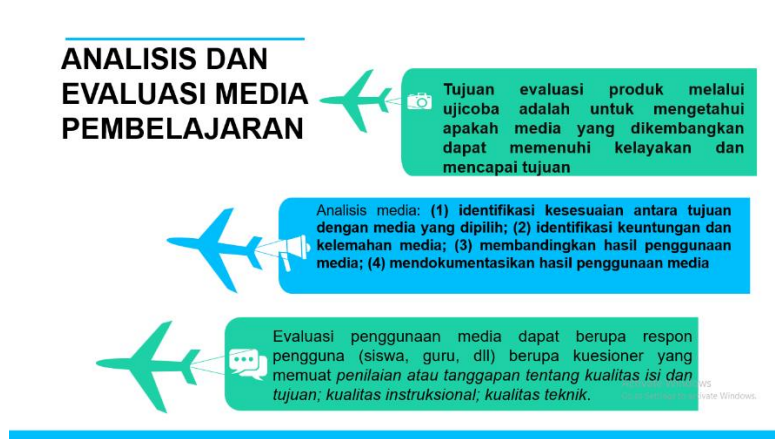 ANALISIS DAN
EVALUASI MEDIA
PEMBELAJARAN
Tujuan evaluasi produk melalui
ujicoba adalah untuk mengetahui
apakah media yang dikembangkan
dapat memenuhi kelayakan dan
mencapai tujuan
Analisis media: (1) identifikasi kesesuaian antara tujuan
dengan media yang dipilih; (2) identifikasi keuntungan dan
kelemahan media; (3) membandingkan hasil penggunaan
media; (4) mendokumentasikan hasil penggunaan media
Evaluasi penggunaan media dapat berupa respon
pengguna (siswa, guru, dll) berupa kuesioner yang
memuat penilaian atau tanggapan tentang kualitas isi dan
tujuan; kualitas instruksional; kualitas teknik.
Windows.